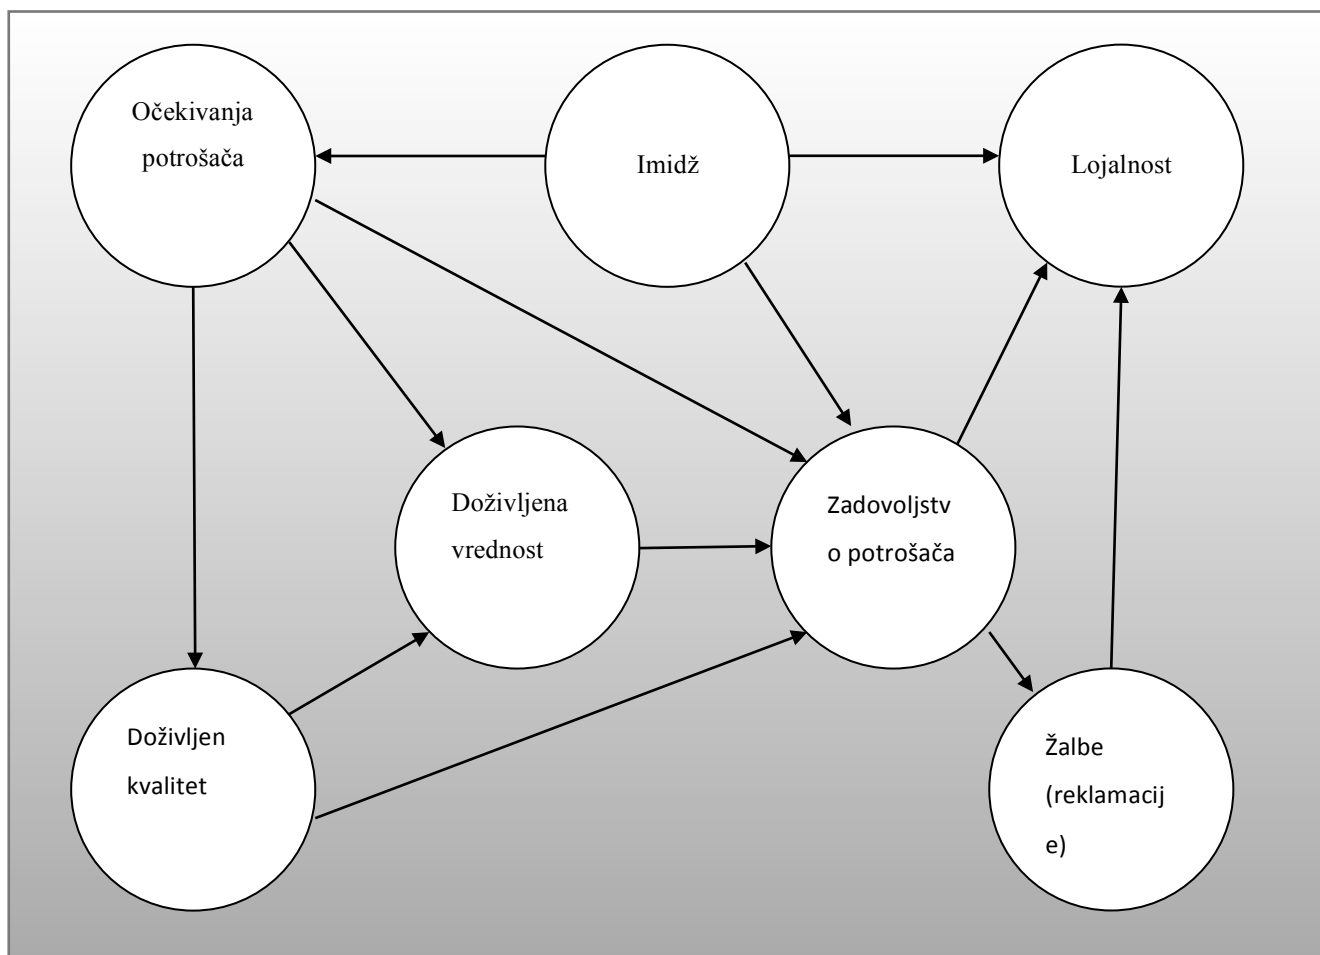 Očekivanja
potrošača
Imidž
Lojalnost
Doživljena
vrednost
Zadovoljstv
o potrošača
Doživljen
kvalitet
Žalbe
(reklamacij
e)